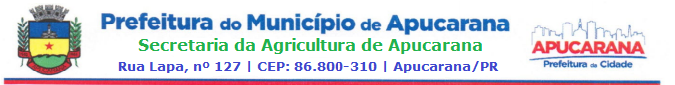 Prefeitura do Município de Apucarana
Secretaria da Agricultura de Apucarana
Rua Lapa, nº 127 | CEP: 86.800-310 | Apucarana/PR
APUCARANA
Prefeitura da Cidade